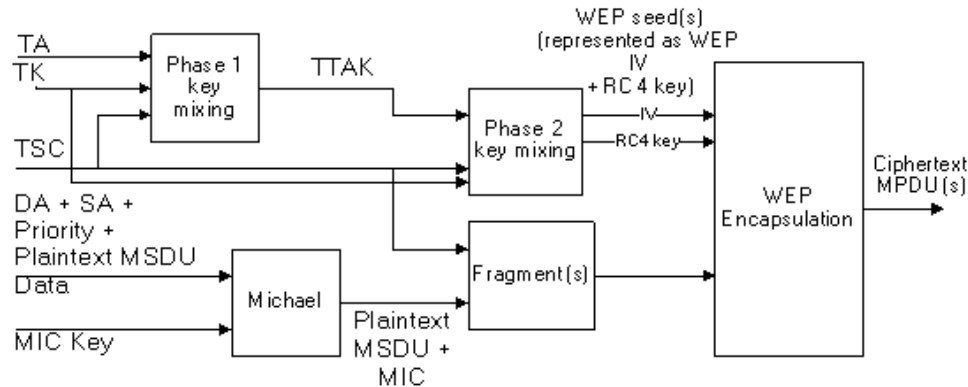 TA
TK
TSC
Phase 1
key
mixing
TTAK
WEP seed(s)
(represented as WEP
IV
+ RC4 key)
IV
RC4 key
Phase 2
key mixing
WEP
Encapsulation
Ciphertext
MPDU(s)
DA + SA +
Priority +
Plaintext MSDU
Data
MIC Key
Michael
Plaintext
MSDU +
MIC
Fragment(s)